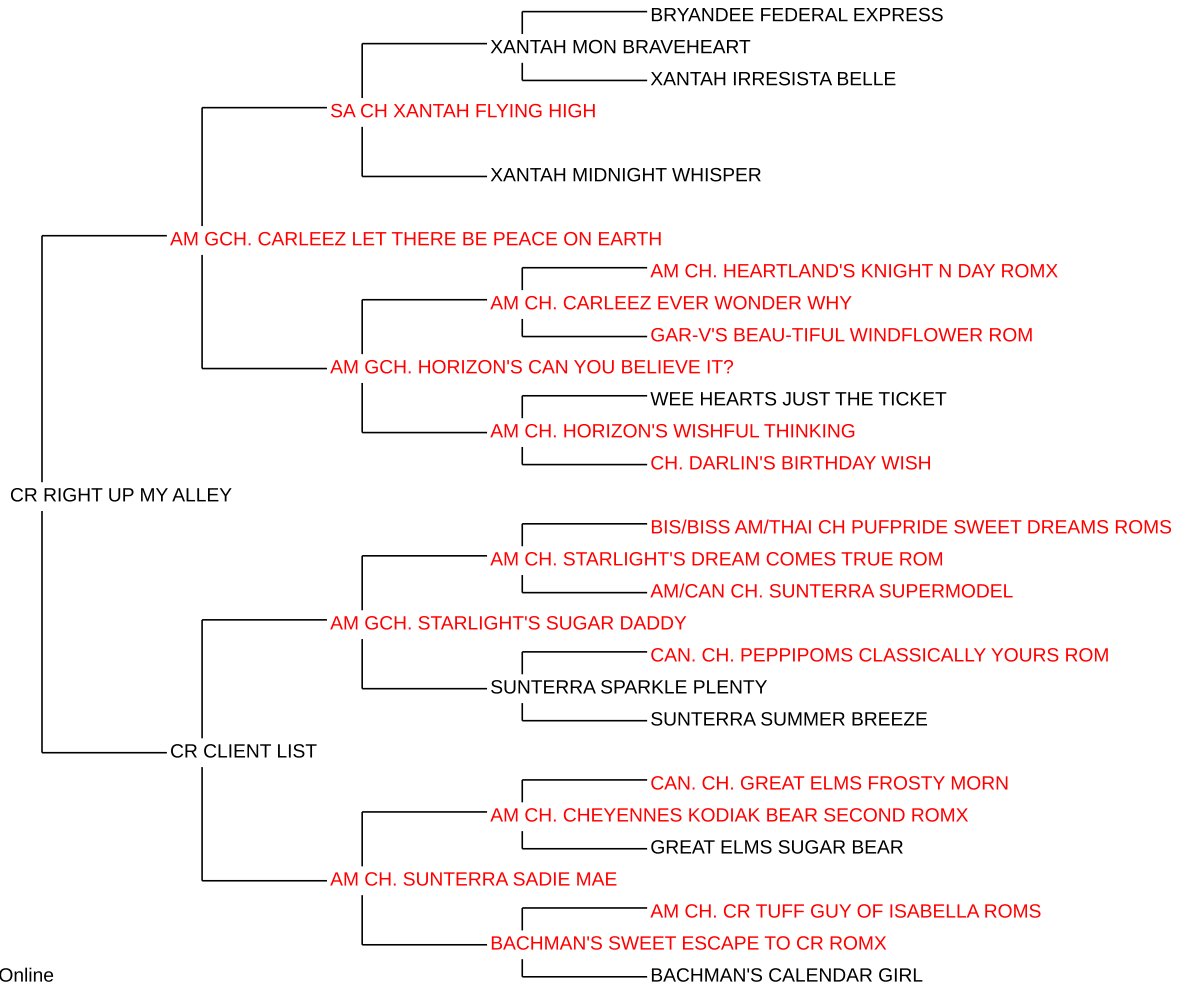 BRYANDEE FEDERAL EXPRESS
XANTAH MON BRAVEHEART
XANTAH IRRESISTA BELLE
SA CH XANTAH FLYING HIGH
XANTAH MIDNIGHT WHISPER
AM GCH. CARLEEZ LET THERE BE PEACE ON EARTH
AM CH. HEARTLAND'S KNIGHT N DAY ROMX
AM CH. CARLEEZ EVER WONDER WHY
GAR-V'S BEAU-TIFUL WINDFLOWER ROM
AM GCH. HORIZON'S CAN YOU BELIEVE IT?
WEE HEARTS JUST THE TICKET
AM CH. HORIZON'S WISHFUL THINKING
CH. DARLIN'S BIRTHDAY WISH
CR RIGHT UP MY ALLEY
BIS/BISS AM/THAI CH PUFPRIDE SWEET DREAMS ROMS
AM CH. STARLIGHT'S DREAM COMES TRUE ROM
AM/CAN CH. SUNTERRA SUPERMODEL
AM GCH. STARLIGHT'S SUGAR DADDY
CAN. CH. PEPPIPOMS CLASSICALLY YOURS ROM
SUNTERRA SPARKLE PLENTY
SUNTERRA SUMMER BREEZE
CR CLIENT LIST
CAN. CH. GREAT ELMS FROSTY MORN
AM CH. CHEYENNES KODIAK BEAR SECOND ROMX
GREAT ELMS SUGAR BEAR
AM CH. SUNTERRA SADIE MAE
AM CH. CR TUFF GUY OF ISABELLA ROMS
BACHMAN'S SWEET ESCAPE TO CR ROMX
BACHMAN'S CALENDAR GIRL
Online